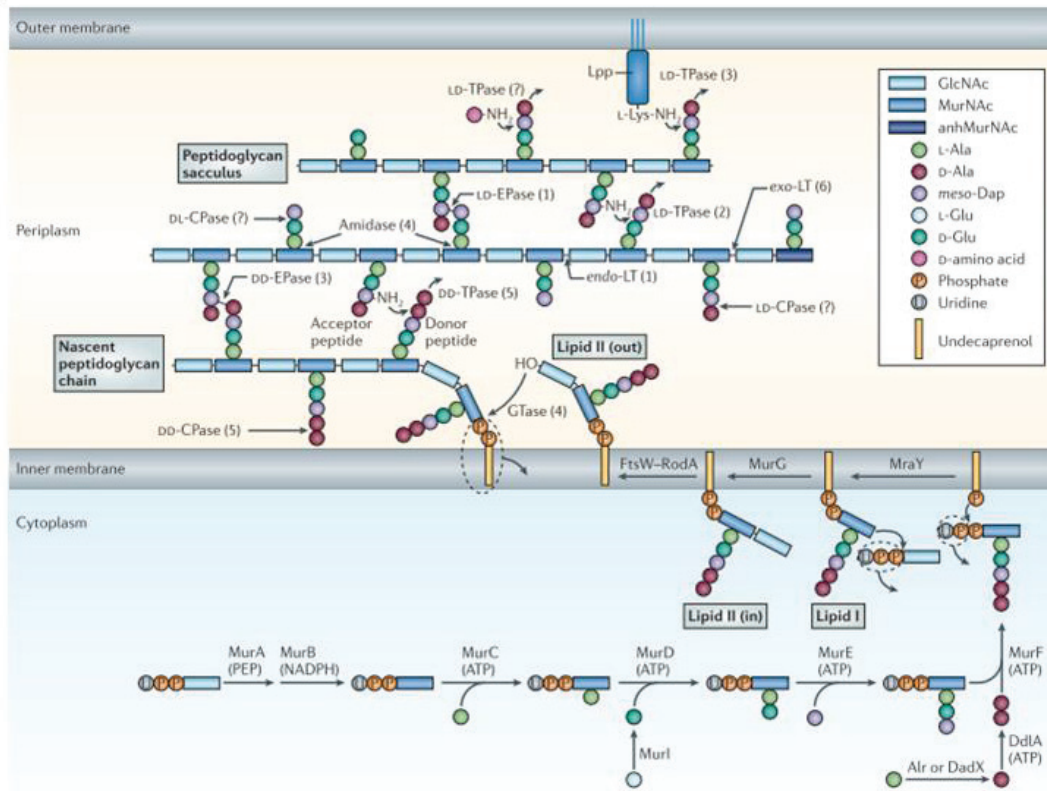 Outer membrane
Lpp
LD-TPase (?)
LD-TPase (3)
NH2
L-Lys-NH2
GlcNAc
MurNAc
anhMurNAc
L-Ala
D-Ala
meso-Dap
L-Glu
D-Glu
D-amino acid
P Phosphate
U Uridine
Undecaprenol
Peptidoglycan
sacculus
LD-EPase (1)
exo-LT (6)
DL-CPase (?)
NH2
LD-TPase (2)
Amidase (4)
Periplasm
DD-EPase (3)
endo-LT (1)
NH2
DD-TPase (5)
LD-CPase (?)
Acceptor
peptide
Donor
peptide
Nascent
peptidoglycan
chain
Lipid II (out)
HO
GTase (4)
P
P
P
P
DD-CPase (5)
Inner membrane
FtsW–RodA
MurG
MraY
Cytoplasm
P
P
P
P
P
U P P
U P P
Lipid II (in)
Lipid I
MurA
(PEP)
MurB
(NADPH)
MurC
(ATP)
MurD
(ATP)
MurE
(ATP)
MurF
(ATP)
U P P
U P P
U P P
U P P
U P P
MurI
DdlA
(ATP)
Alr or DadX